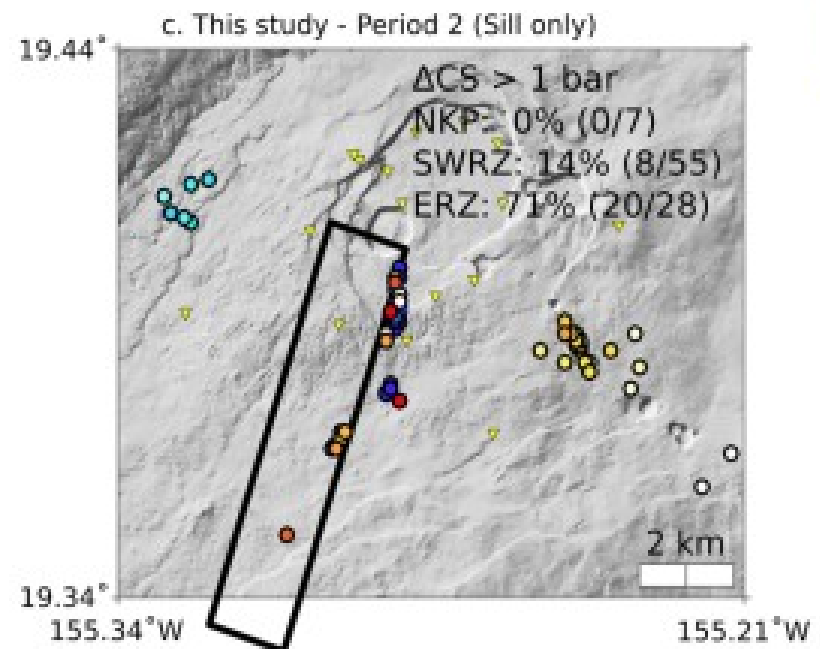 c. This study - Period 2 (Sill only)
19.44°
ΔCS > 1 bar
NKP: 0% (0/7)
SWRZ: 14% (8/55)
ERZ: 71% (20/28)
2 km
19.34°
155.34°W 155.21°W